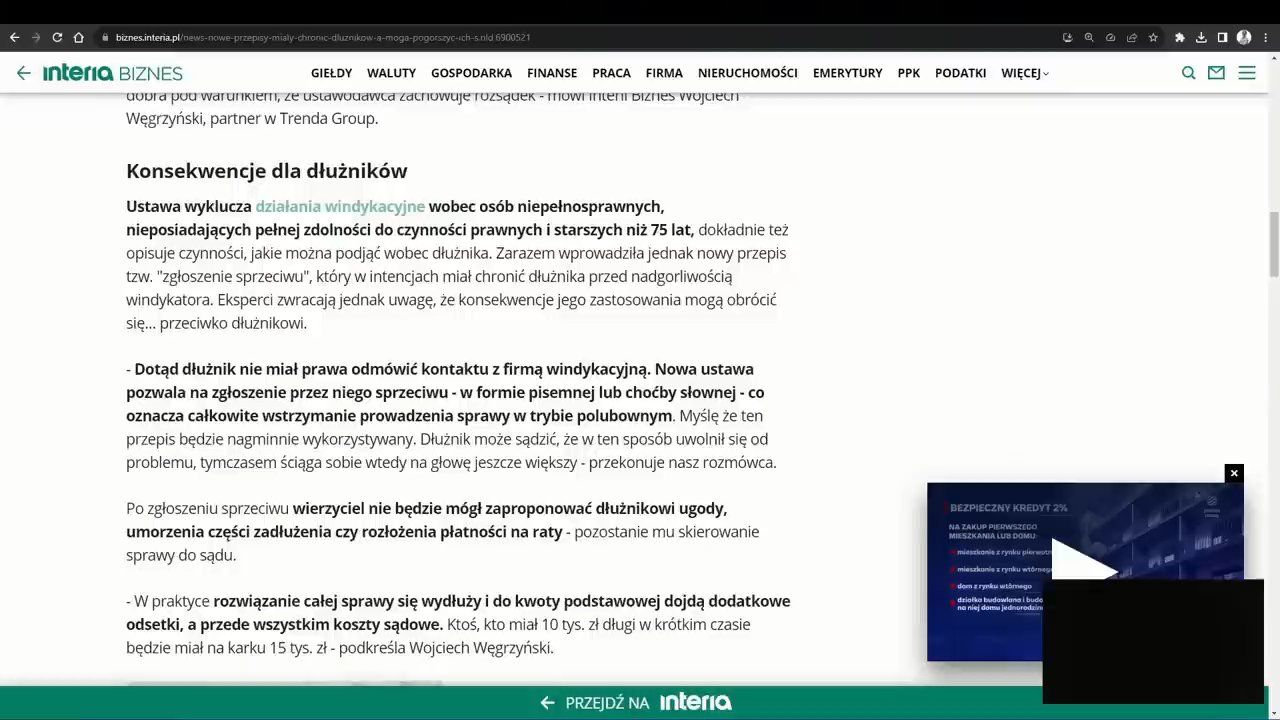 biznes.interia.pl/news-nowe-przepisy-mialy-chronic-dluznikow-a-moga-pogorszyc-ich-s,nId,6900521
interia BIZNES
GIEŁDY WALUTY GOSPODARKA FINANSE PRACA FIRMA NIERUCHOMOŚCI EMERYTURY PPK PODATKI WIĘCEJ
dobra pod warunkiem, że ustawodawca zachowuje rozsądek - mówi Interii Biznes Wojciech
Węgrzyński, partner w Trenda Group.
Konsekwencje dla dłużników
Ustawa wyklucza działania windykacyjne wobec osób niepełnosprawnych,
nieposiadających pełnej zdolności do czynności prawnych i starszych niż 75 lat, dokładnie też
opisuje czynności, jakie można podjąć wobec dłużnika. Zarazem wprowadziła jednak nowy przepis
tzw. "zgłoszenie sprzeciwu", który w intencjach miał chronić dłużnika przed nadgorliwością
windykatora. Eksperci zwracają jednak uwagę, że konsekwencje jego zastosowania mogą obrócić
się... przeciwko dłużnikowi.
- Dotąd dłużnik nie miał prawa odmówić kontaktu z firmą windykacyjną. Nowa ustawa
pozwala na zgłoszenie przez niego sprzeciwu - w formie pisemnej lub choćby słownej - co
oznacza całkowite wstrzymanie prowadzenia sprawy w trybie polubownym. Myślę że ten
przepis będzie nagminnie wykorzystywany. Dłużnik może sądzić, że w ten sposób uwolnił się od
problemu, tymczasem ściąga sobie wtedy na głowę jeszcze większy - przekonuje nasz rozmówca.
Po zgłoszeniu sprzeciwu wierzyciel nie będzie mógł zaproponować dłużnikowi ugody,
umorzenia części zadłużenia czy rozłożenia płatności na raty - pozostanie mu skierowanie
sprawy do sądu.
- W praktyce rozwiązanie całej sprawy się wydłuży i do kwoty podstawowej dojdą dodatkowe
odsetki, a przede wszystkim koszty sądowe. Ktoś, kto miał 10 tys. zł długi w krótkim czasie
będzie miał na karku 15 tys. zł - podkreśla Wojciech Węgrzyński.
BEZPIECZNY KREDYT 2%
NA ZAKUP PIERWSZEGO
MIESZKANIA LUB DOMU:
mieszkanie z rynku
mieszkanie z rynku wtórnego
dom z rynku wtórnego
działka budowlana i
na niej domu
PRZEJDŹ NA interia